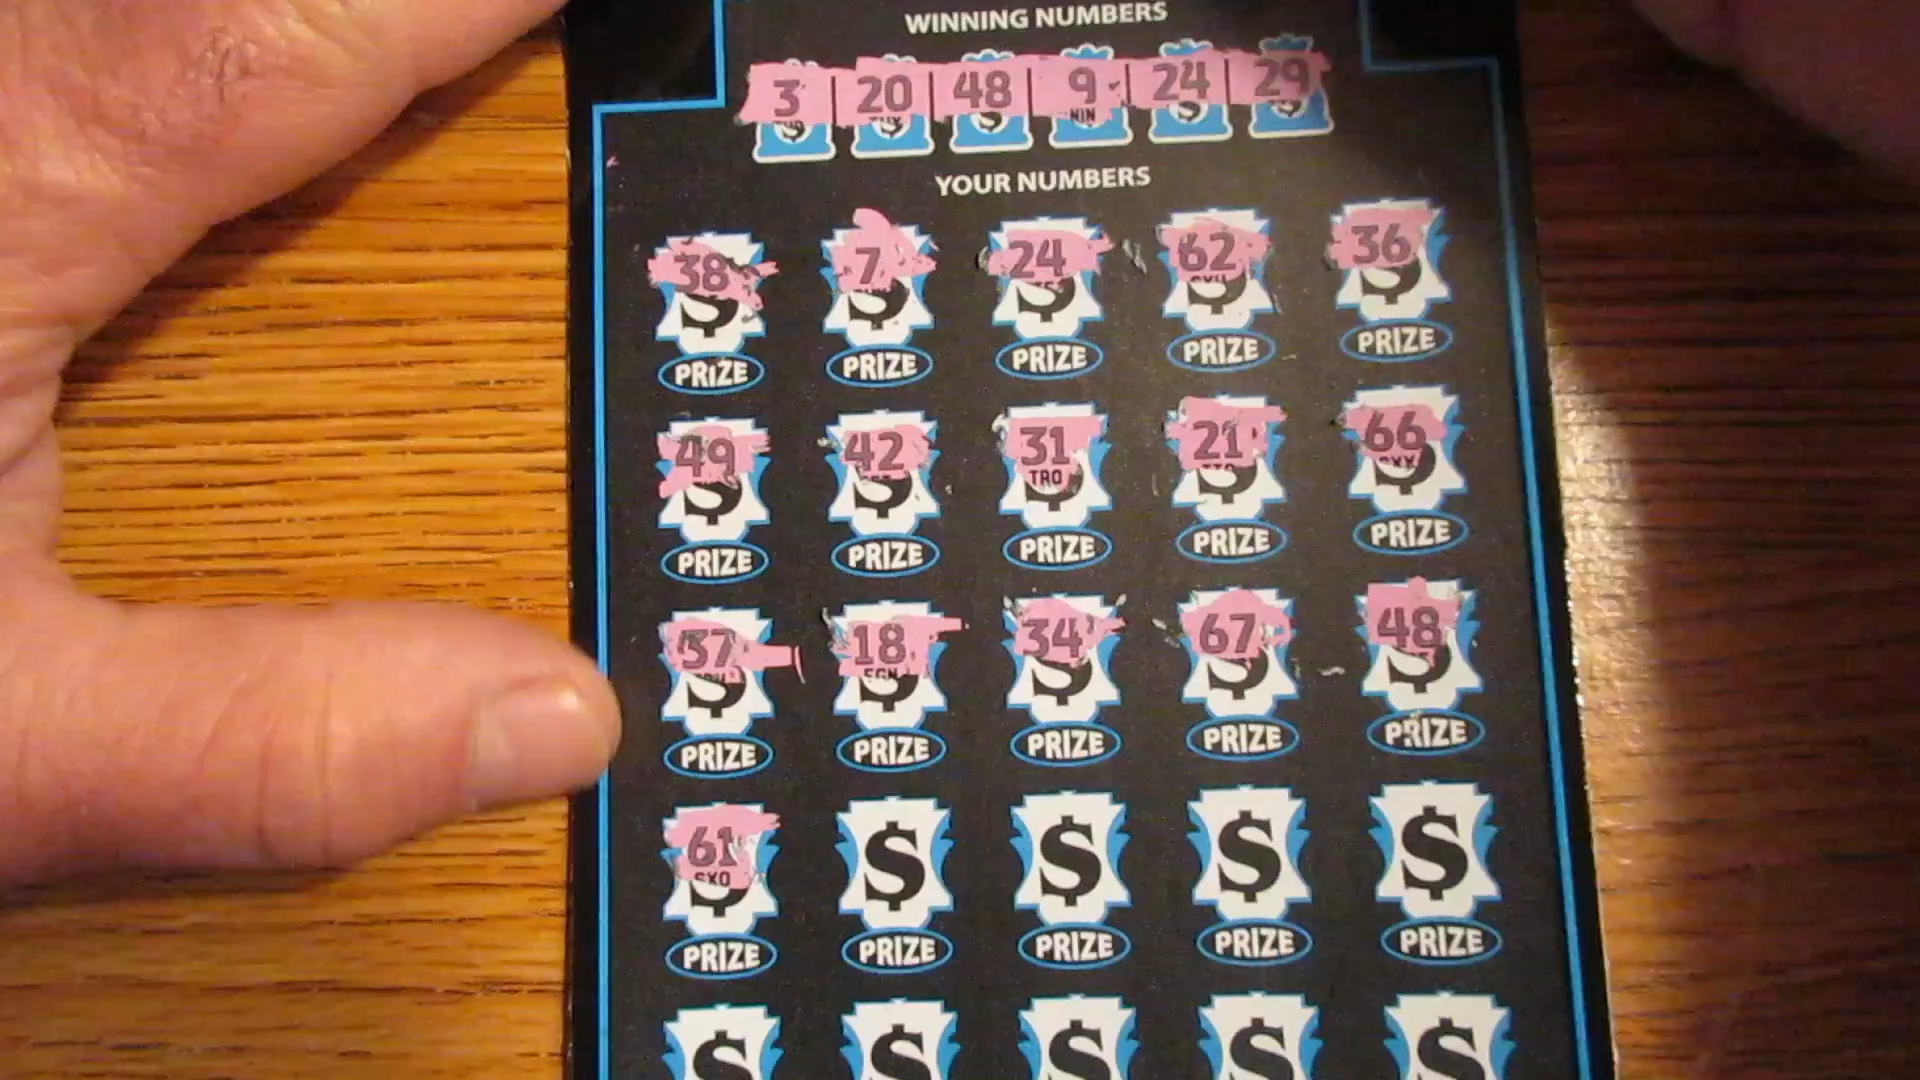 WINNING NUMBERS
3 20 48 9 24 29
NIN
YOUR NUMBERS
38 7 24 62 36
$ $ $ $ $
PRIZE PRIZE PRIZE PRIZE PRIZE
49 42 31 21 66
TRO
$ $ $ $ $
PRIZE PRIZE PRIZE PRIZE PRIZE
37 18 34 67 48
$ $ $ $ $
PRIZE PRIZE PRIZE PRIZE PRIZE
61 $ $ $ $
SXO
$
PRIZE PRIZE PRIZE PRIZE PRIZE
$ $ $ $ $